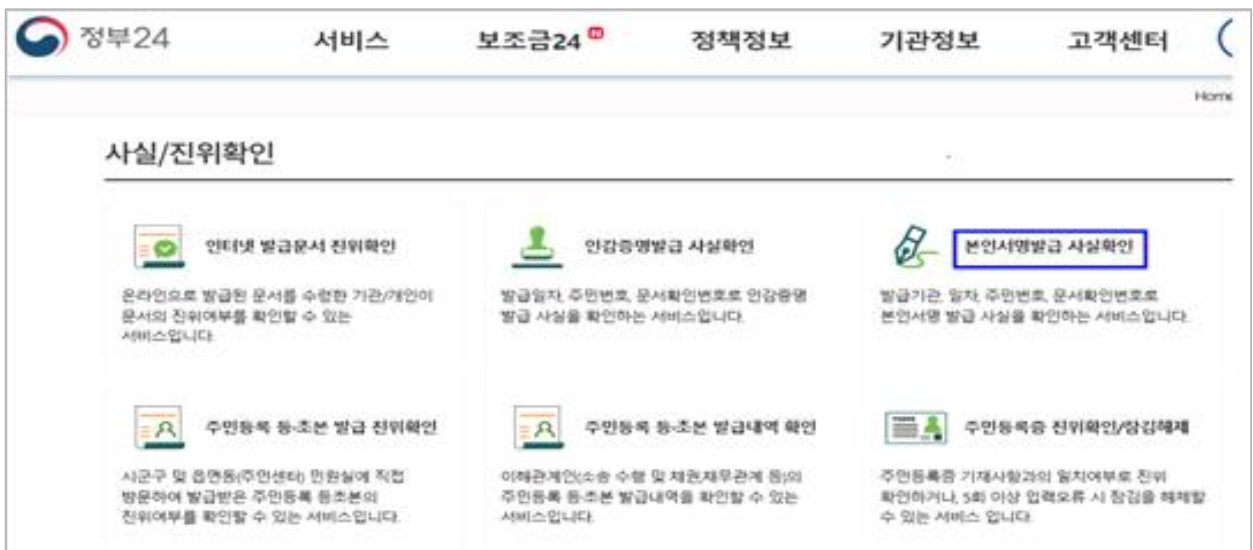 정부24
서비스
보조금24 N
정책정보
기관정보
고객센터
Home
사실/진위확인
인터넷 발급문서 진위확인
온라인으로 발급된 문서를 수령한 기관/개인이
문서의 진위여부를 확인할 수 있는
서비스입니다.
인감증명발급 사실확인
발급일자, 주민번호, 문서확인번호로 인감증명
발급 사실을 확인하는 서비스입니다.
본인서명발급 사실확인
발급기관, 일자, 주민번호, 문서확인번호로
본인서명 발급 사실을 확인하는 서비스입니다.
주민등록 등·초본 발급 진위확인
시군구 및 읍면동(주민센터) 민원실에 직접
방문하여 발급받은 주민등록 등초본의
진위여부를 확인할 수 있는 서비스입니다.
주민등록 등·초본 발급내역 확인
이해관계인(소송 수행 및 채권,채무관계 등)의
주민등록 등·초본 발급내역을 확인할 수 있는
서비스입니다.
주민등록증 진위확인/잠김해제
주민등록증 기재사항과의 일치여부로 진위
확인하거나, 5회 이상 입력오류 시 잠김을 해제할
수 있는 서비스 입니다.